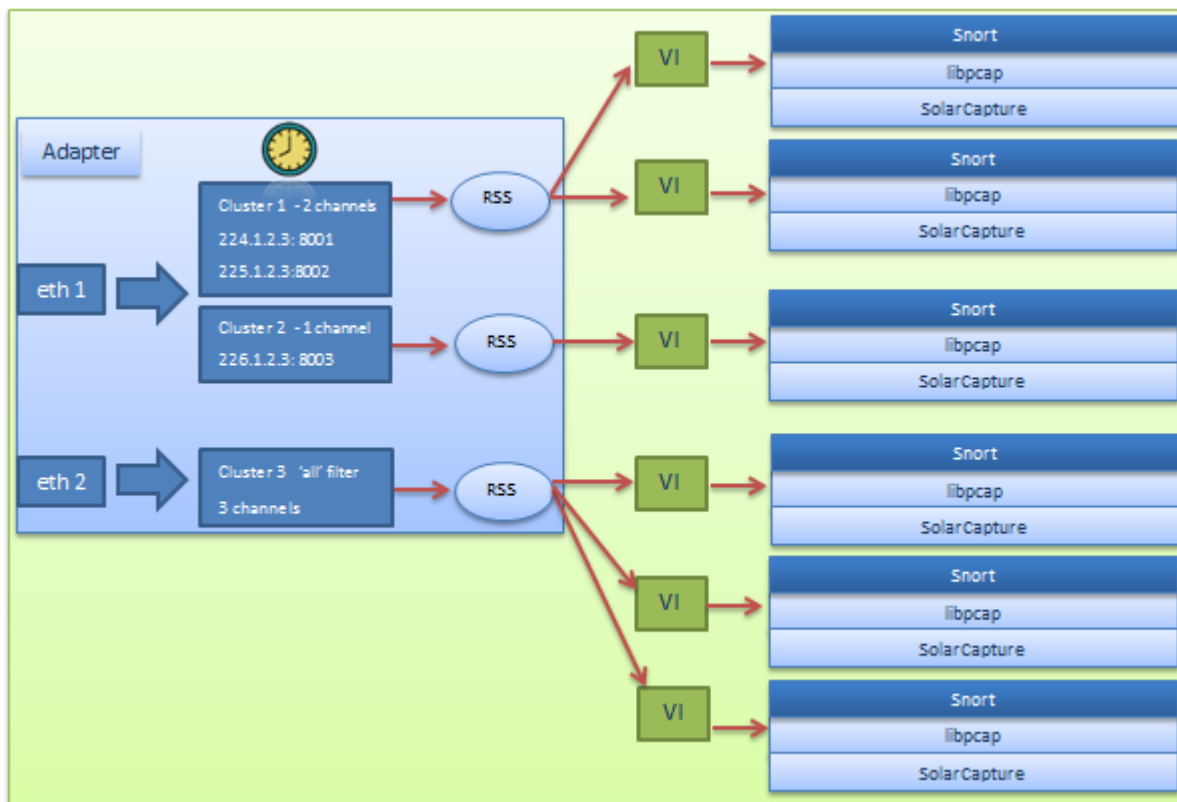 Adapter
eth 1
eth 2
Cluster 1 - 2 channels
224.1.2.3: 8001
225.1.2.3:8002
Cluster 2 - 1 channel
226.1.2.3: 8003
Cluster 3 'all' filter
3 channels
RSS
RSS
RSS
VI
VI
VI
VI
VI
VI
Snort
libpcap
SolarCapture
Snort
libpcap
SolarCapture
Snort
libpcap
SolarCapture
Snort
libpcap
SolarCapture
Snort
libpcap
SolarCapture
Snort
libpcap
SolarCapture